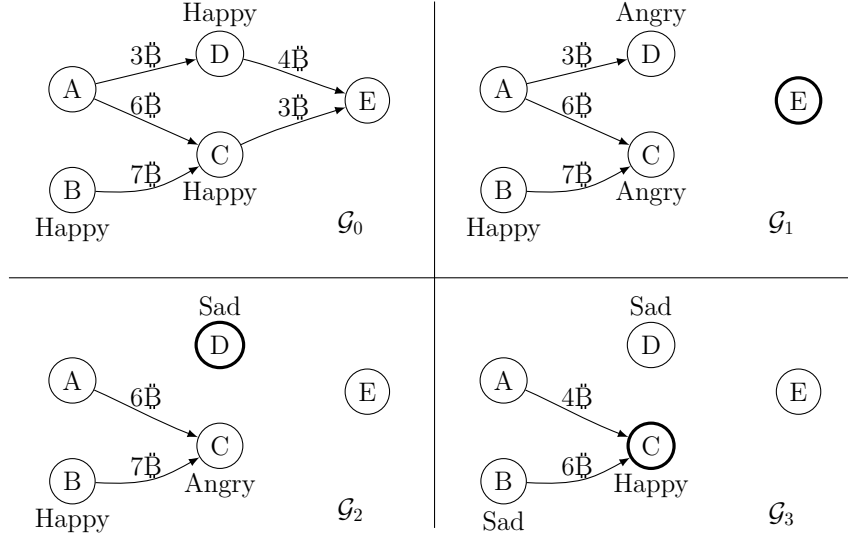 Happy
3₿
D
4₿
A
E
6₿
3₿
C
7₿
B
Happy
Happy
𝒢₀
Angry
3₿
D
A
6₿
E
C
7₿
B
Angry
Happy
𝒢₁
Sad
D
A
6₿
E
C
7₿
B
Angry
Happy
𝒢₂
Sad
D
A
4₿
E
C
6₿
B
Happy
Sad
𝒢₃